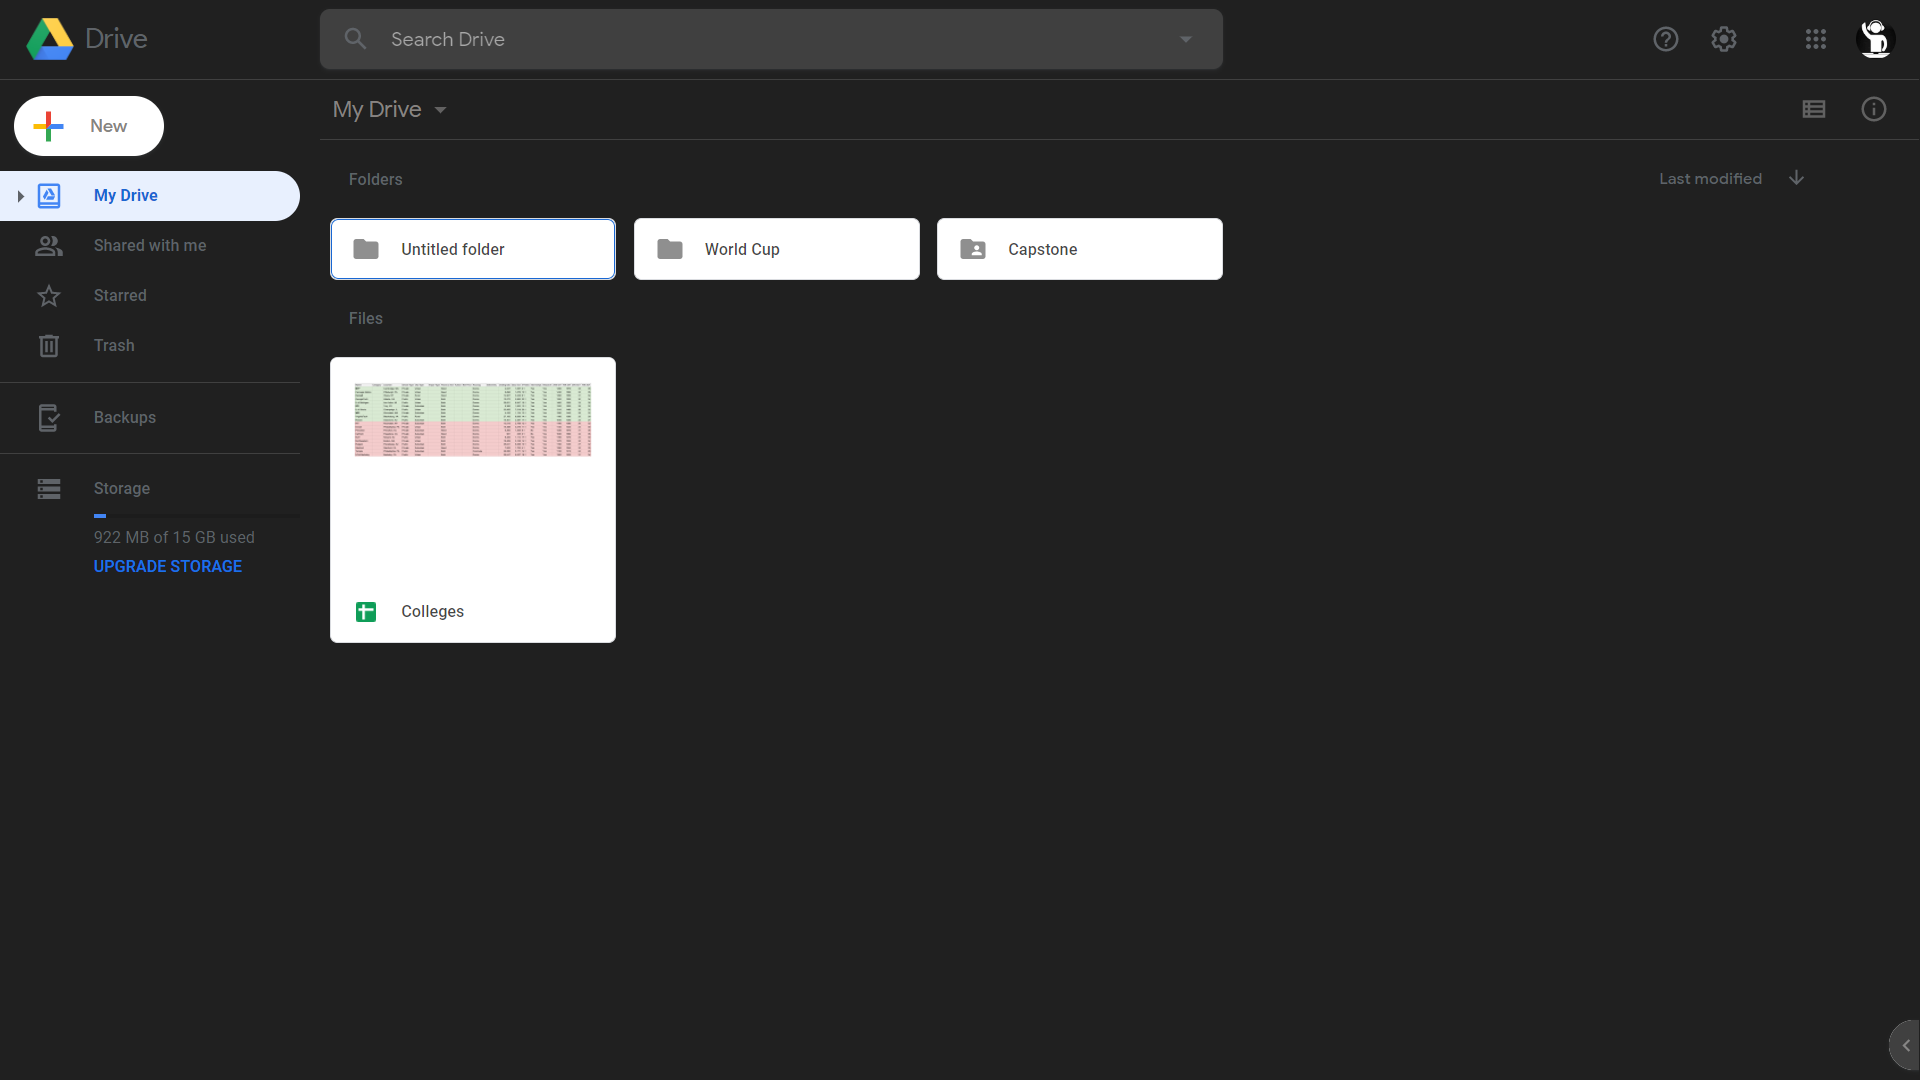 Drive
Search Drive
New
My Drive
My Drive
Shared with me
Starred
Trash
Backups
Storage
922 MB of 15 GB used
UPGRADE STORAGE
Folders
Last modified
Untitled folder
World Cup
Capstone
Files
Colleges